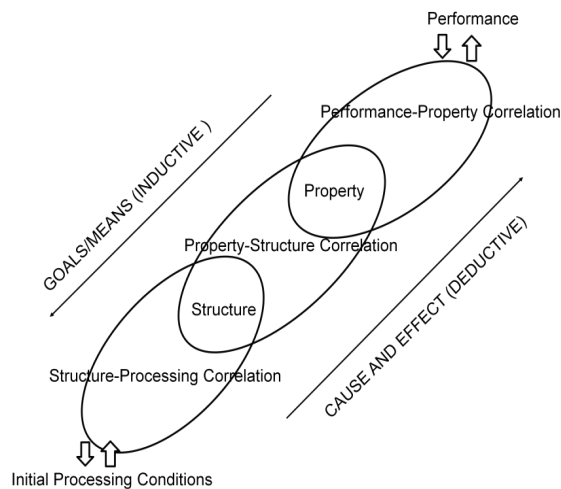 Performance
Performance-Property Correlation
GOALS/MEANS (INDUCTIVE )
Property
Property-Structure Correlation
CAUSE AND EFFECT (DEDUCTIVE)
Structure
Structure-Processing Correlation
Initial Processing Conditions